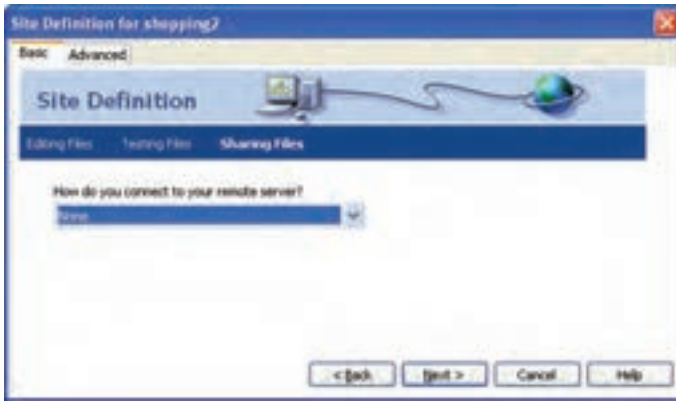 Site Definition for shopping2
Basic Advanced
Site Definition
Editing Files Testing Files Sharing Files
How do you connect to your remote server?
None
< Back Next > Cancel Help